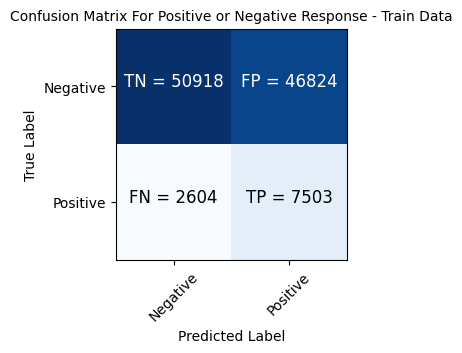 Confusion Matrix For Positive or Negative Response - Train Data
True Label
Negative
TN = 50918 FP = 46824
Positive
FN = 2604 TP = 7503
Negative Positive
Predicted Label